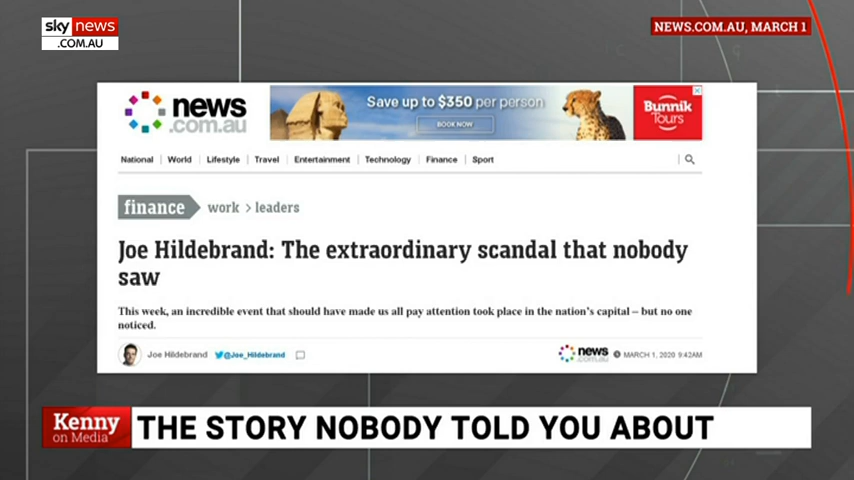 sky news
.COM.AU
NEWS.COM.AU, MARCH 1
news
.com.au
Save up to $350 per person
BOOK NOW
Bunnik
Tours
National | World | Lifestyle | Travel | Entertainment | Technology | Finance | Sport
finance work > leaders
Joe Hildebrand: The extraordinary scandal that nobody
saw
This week, an incredible event that should have made us all pay attention took place in the nation's capital – but no one
noticed.
Joe Hildebrand @Joe_Hildebrand
news
.com.au
MARCH 1, 2020 9:42AM
Kenny
on Media
THE STORY NOBODY TOLD YOU ABOUT